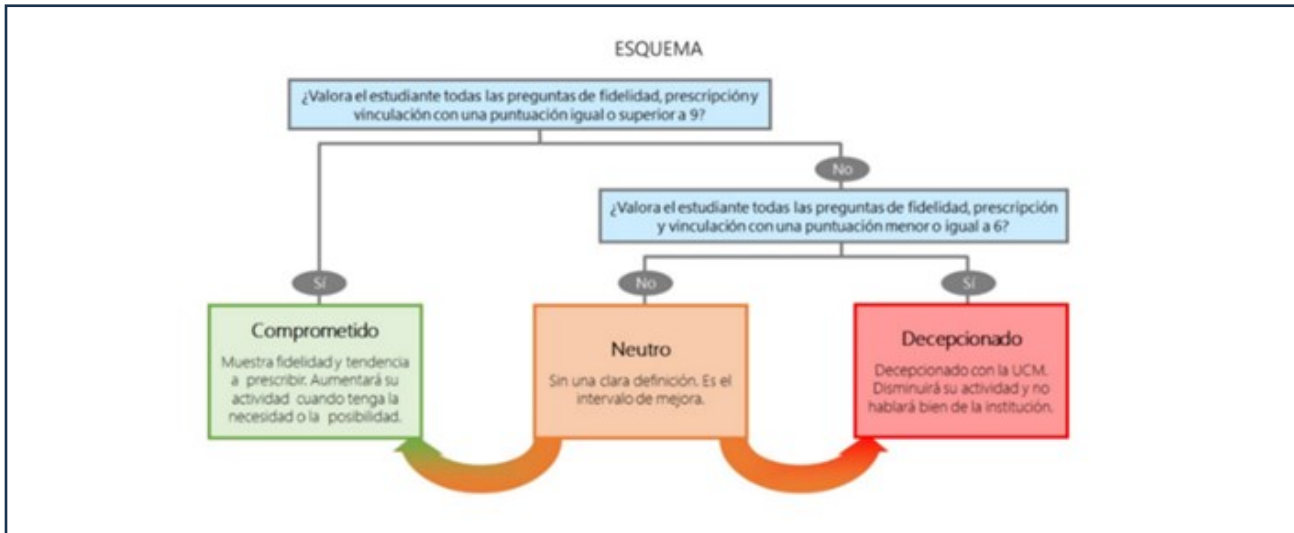 ESQUEMA
¿Valora el estudiante todas las preguntas de fidelidad, prescripción y
vinculación con una puntuación igual o superior a 9?
No
¿Valora el estudiante todas las preguntas de fidelidad, prescripción
y vinculación con una puntuación menor o igual a 6?
Sí
No
Sí
Comprometido
Muestra fidelidad y tendencia
a prescribir. Aumentará su
actividad cuando tenga la
necesidad o la posibilidad.
Neutro
Sin una clara definición. Es el
intervalo de mejora.
Decepcionado
Decepcionado con la UCM.
Disminuirá su actividad y no
hablará bien de la institución.